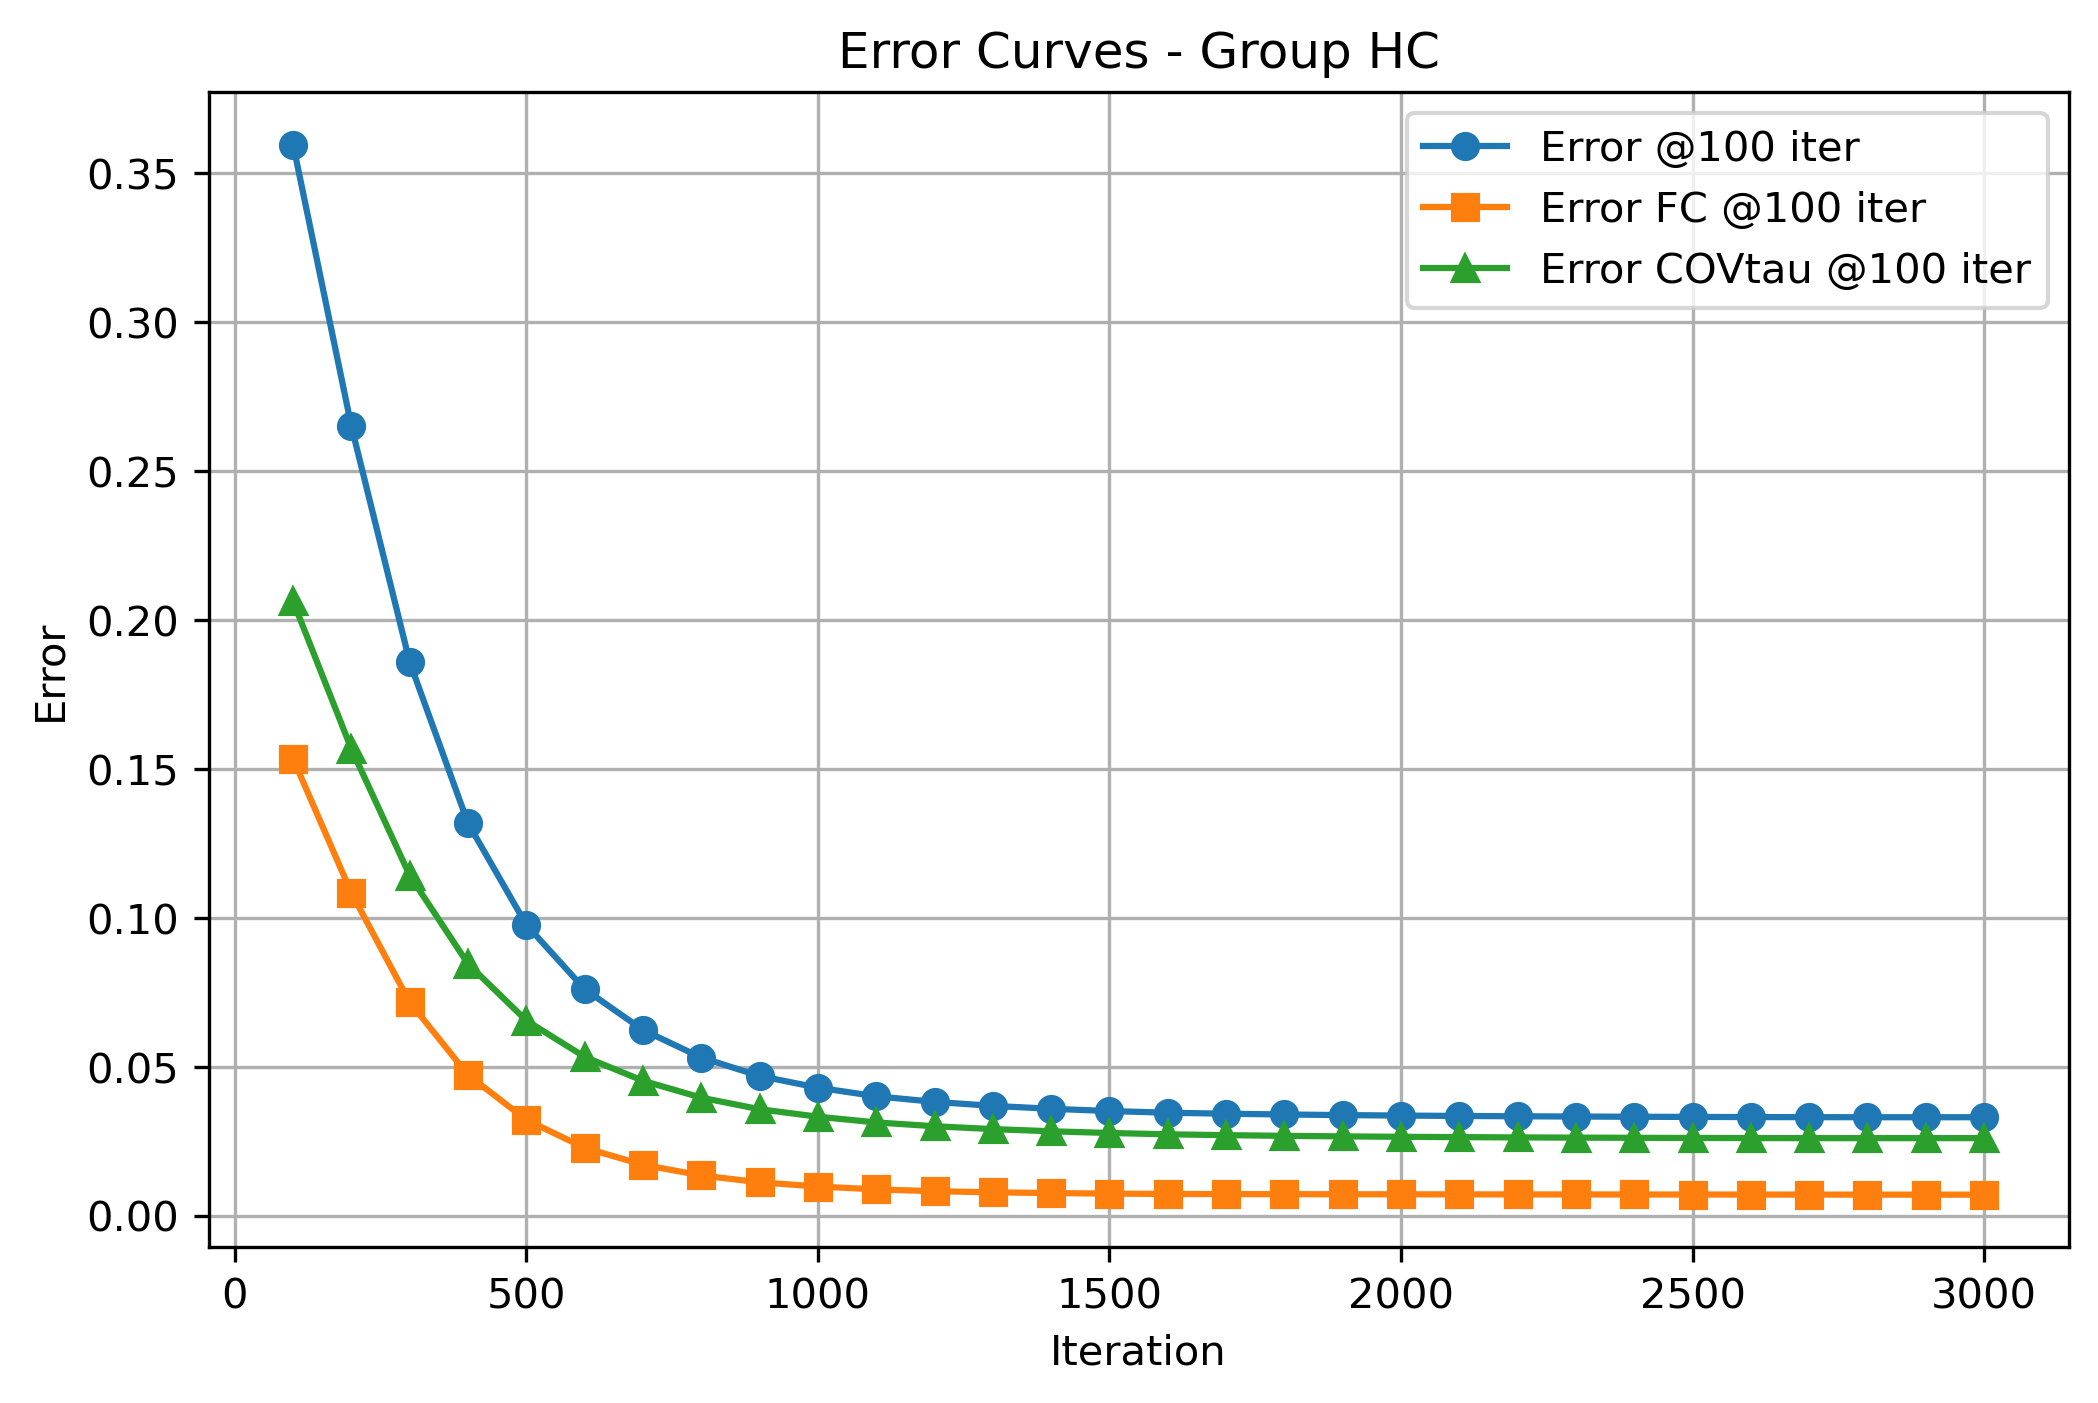 Error Curves - Group HC
Error @100 iter
Error FC @100 iter
Error COVtau @100 iter
Error
0.35
0.30
0.25
0.20
0.15
0.10
0.05
0.00
0 500 1000 1500 2000 2500 3000
Iteration